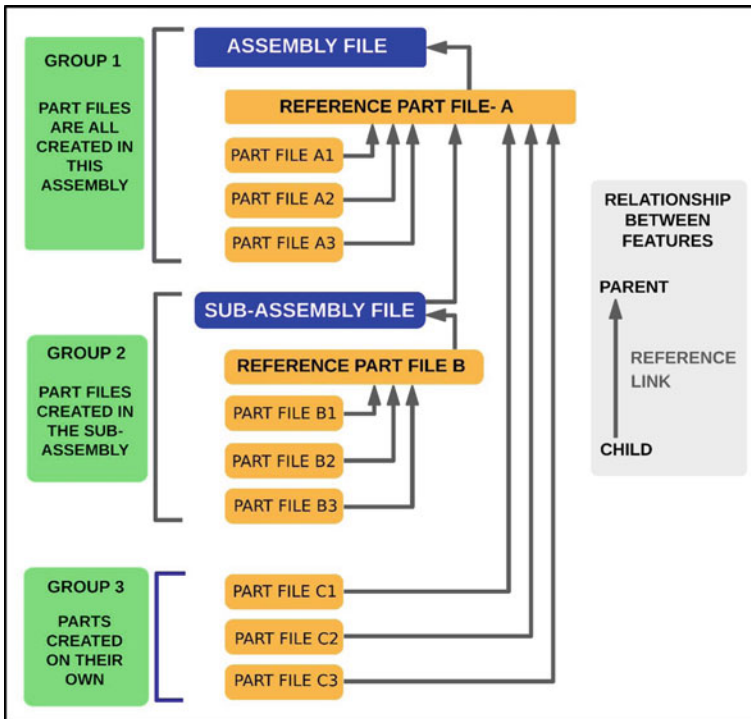 GROUP 1
PART FILES
ARE ALL
CREATED IN
THIS
ASSEMBLY
ASSEMBLY FILE
REFERENCE PART FILE- A
PART FILE A1
PART FILE A2
PART FILE A3
GROUP 2
PART FILES
CREATED IN
THE SUB-
ASSEMBLY
SUB-ASSEMBLY FILE
REFERENCE PART FILE B
PART FILE B1
PART FILE B2
PART FILE B3
GROUP 3
PARTS
CREATED
ON THEIR
OWN
PART FILE C1
PART FILE C2
PART FILE C3
RELATIONSHIP
BETWEEN
FEATURES
PARENT
REFERENCE
LINK
CHILD